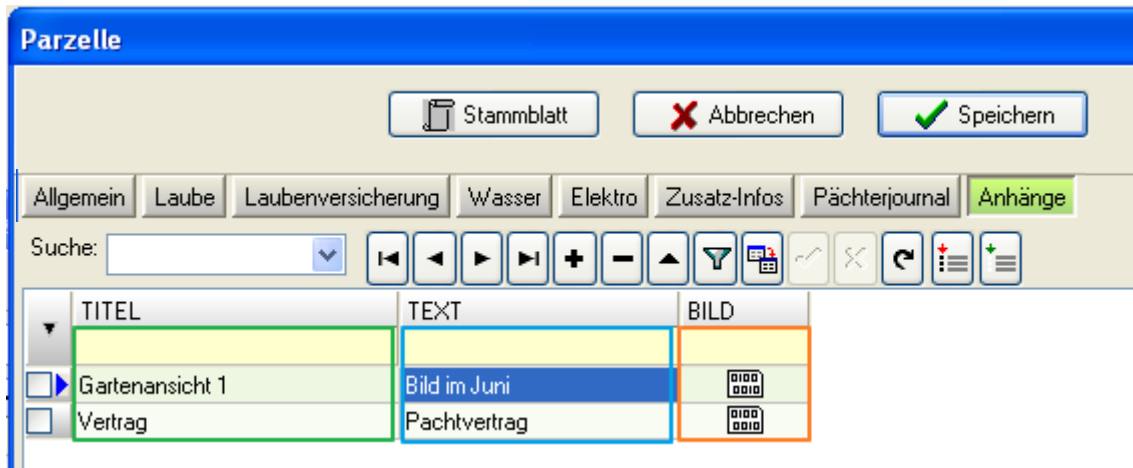 Parzelle
Stammblatt Abbrechen Speichern
Allgemein Laube Laubenversicherung Wasser Elektro Zusatz-Infos Pächterjournal Anhänge
Suche:
TITEL TEXT BILD
Gartenansicht 1 Bild im Juni
Vertrag Pachtvertrag